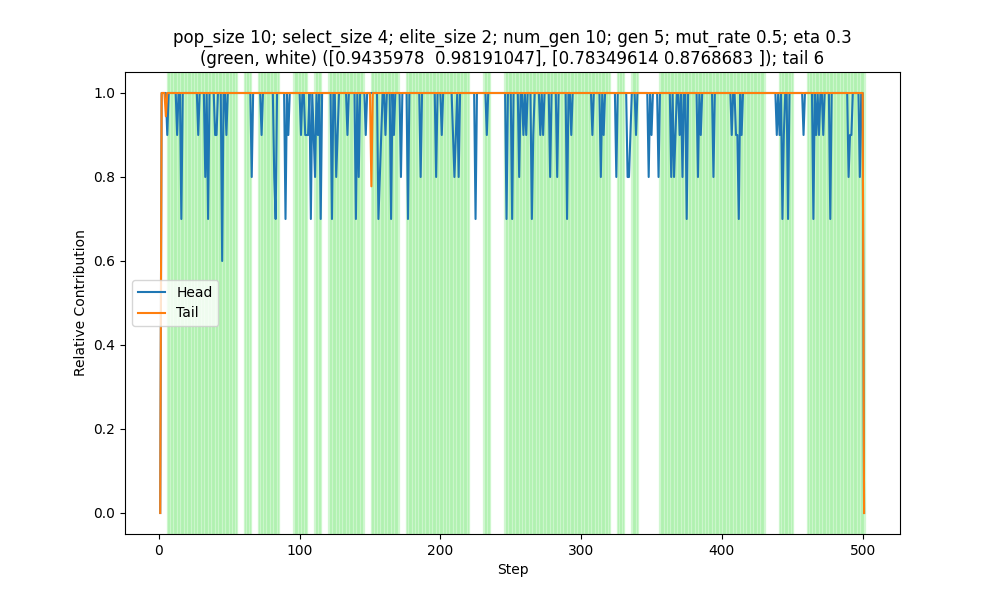 pop_size 10; select_size 4; elite_size 2; num_gen 10; gen 5; mut_rate 0.5; eta 0.3
(green, white) ([0.9435978  0.98191047], [0.78349614 0.8768683 ]); tail 6
1.0
0.8
0.6
0.4
0.2
0.0
Relative Contribution
Head
Tail
0
100
200
300
400
500
Step